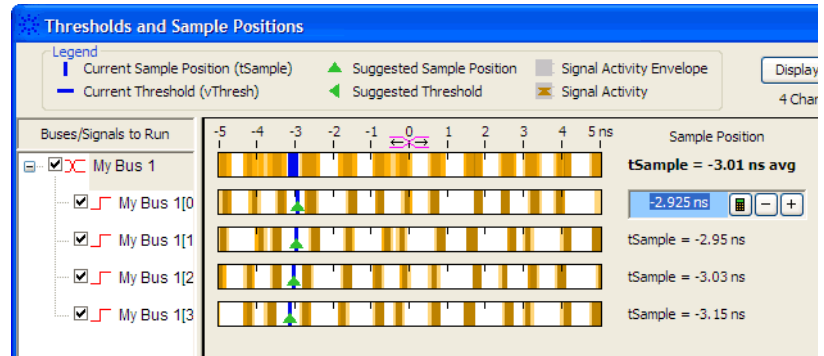 Thresholds and Sample Positions
Legend
Current Sample Position (tSample) Suggested Sample Position Signal Activity Envelope
Current Threshold (vThresh) Suggested Threshold Signal Activity
Display
4 Char
Buses/Signals to Run -5 -4 -3 -2 -1 0 1 2 3 4 5 ns Sample Position
My Bus 1 tSample = -3.01 ns avg
My Bus 1[0 -2.925 ns
My Bus 1[1 tSample = -2.95 ns
My Bus 1[2 tSample = -3.03 ns
My Bus 1[3 tSample = -3.15 ns